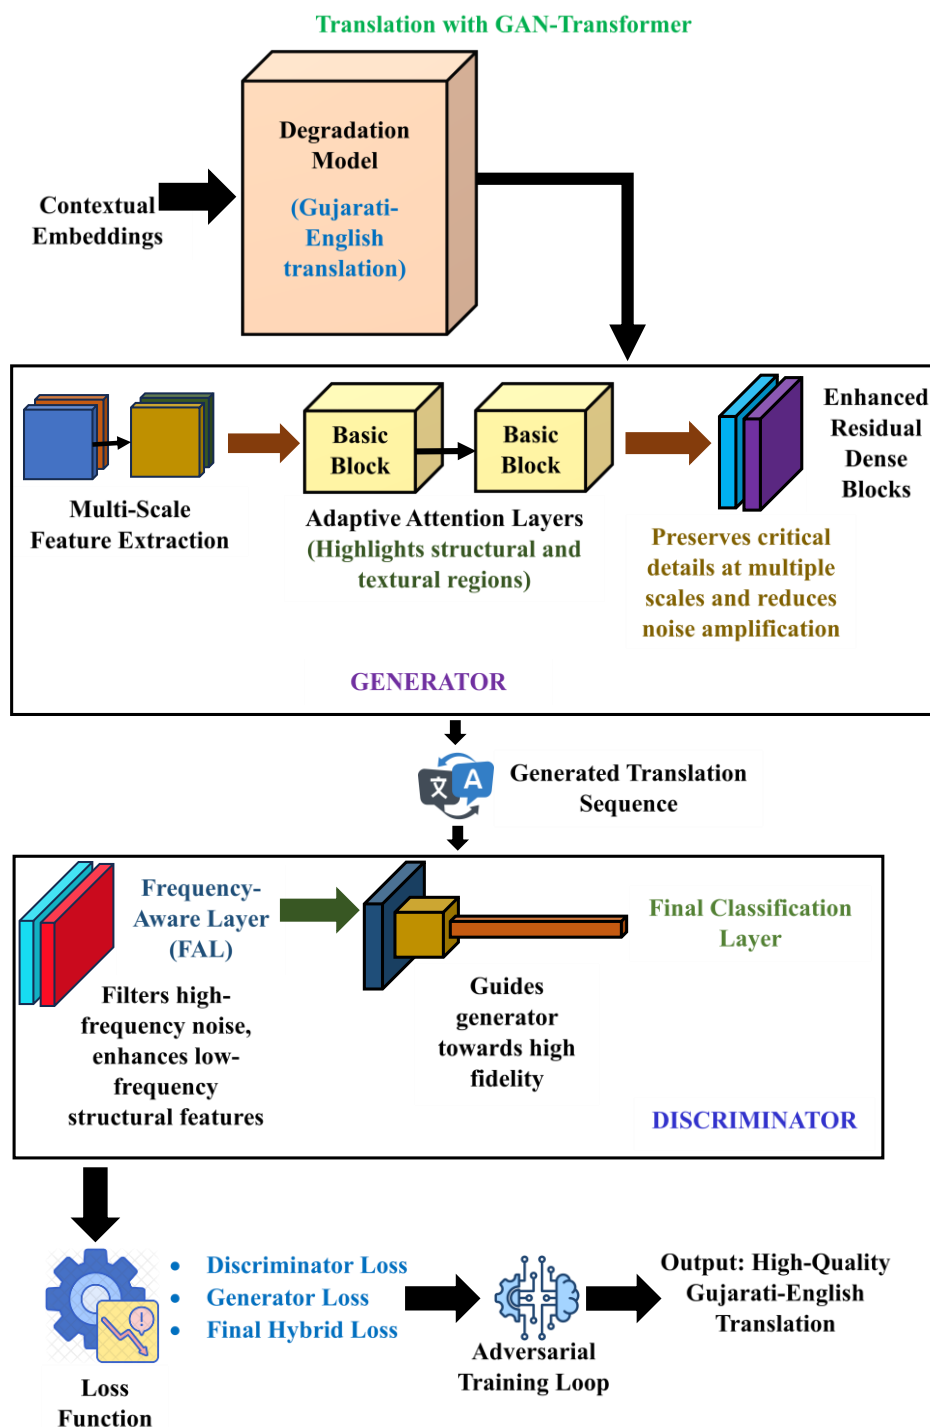 Translation with GAN-Transformer
Degradation
Model
(Gujarati-
English
translation)
Contextual
Embeddings
Multi-Scale
Feature Extraction
Basic
Block
Basic
Block
Adaptive Attention Layers
(Highlights structural and
textural regions)
Enhanced
Residual
Dense
Blocks
Preserves critical
details at multiple
scales and reduces
noise amplification
GENERATOR
文
A
Generated Translation
Sequence
Frequency-
Aware Layer
(FAL)
Filters high-
frequency noise,
enhances low-
frequency
structural features
Guides
generator
towards high
fidelity
Final Classification
Layer
DISCRIMINATOR
Loss
Function
• Discriminator Loss
• Generator Loss
• Final Hybrid Loss
Adversarial
Training Loop
Output: High-Quality
Gujarati-English
Translation